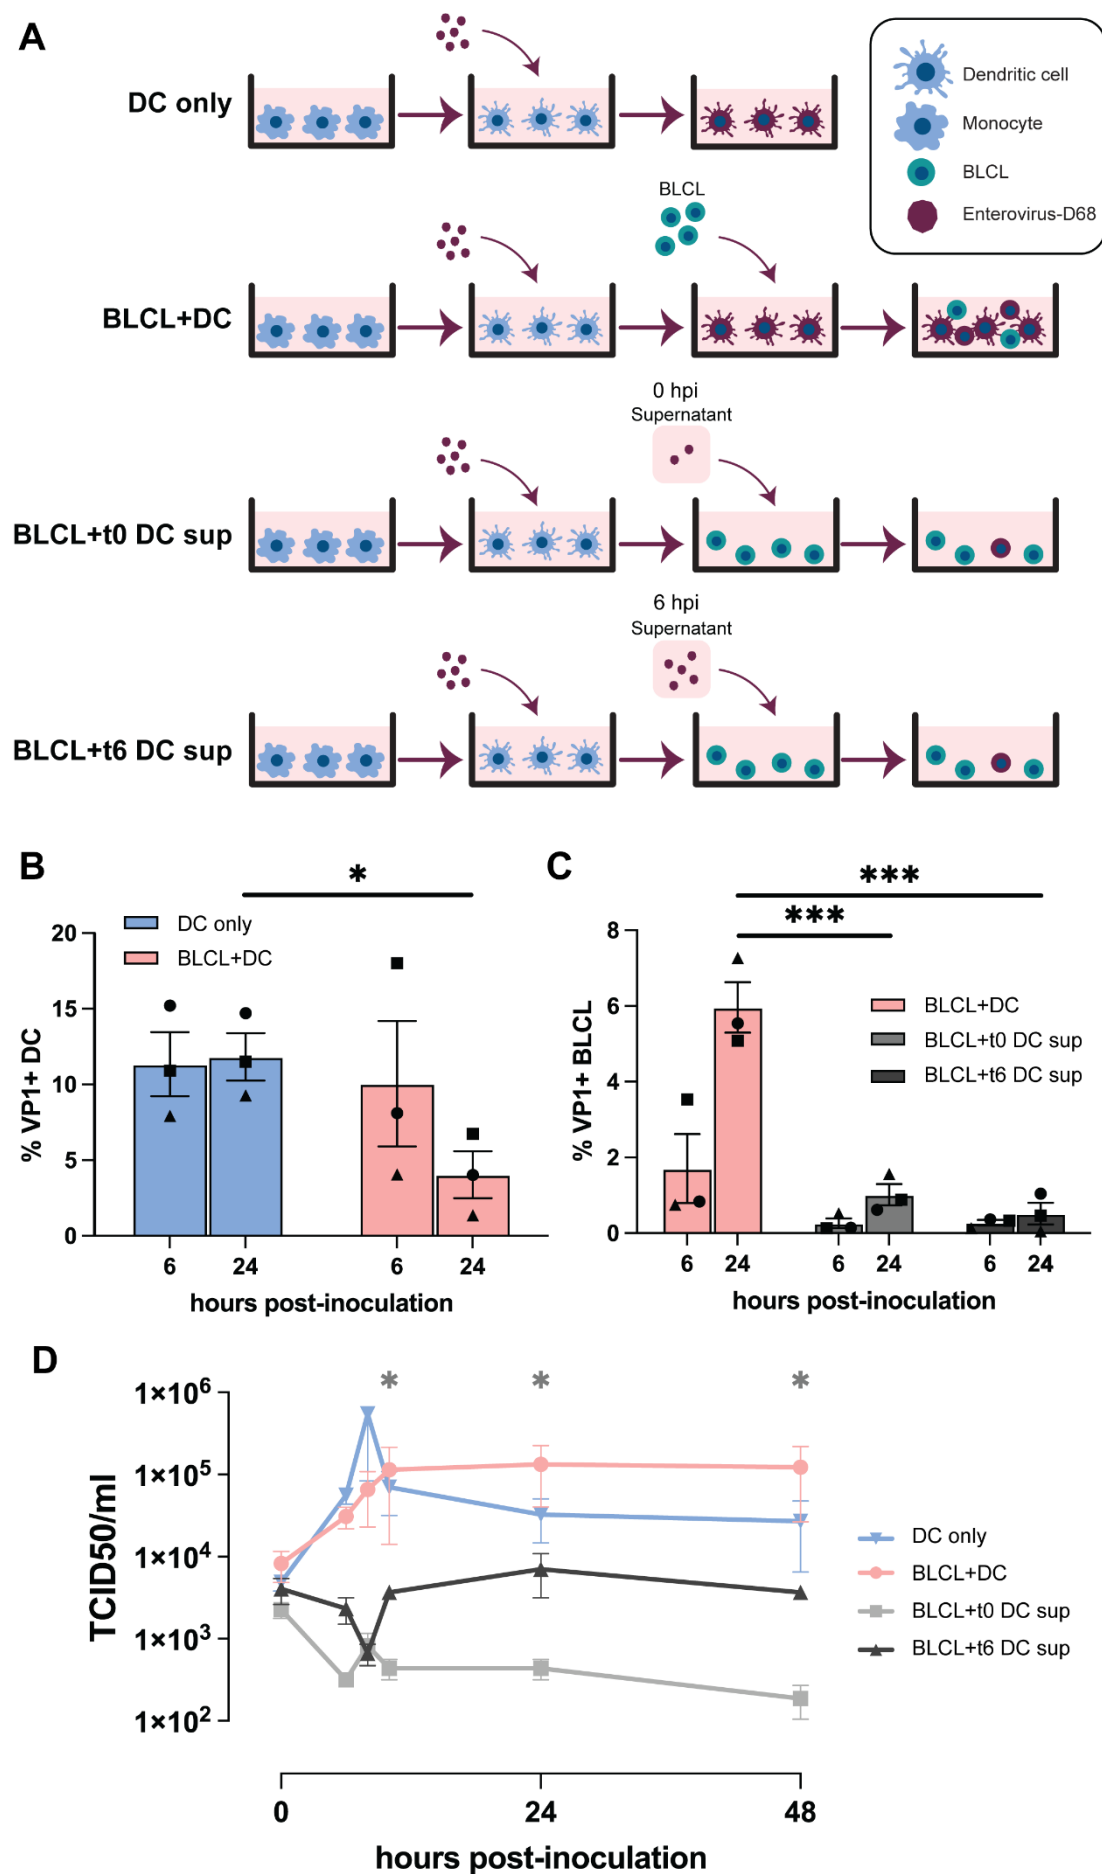 A
DC only
Dendritic cell
Monocyte
BLCL
Enterovirus-D68
BLCL+DC
BLCL
BLCL+t0 DC sup
0 hpi
Supernatant
BLCL+t6 DC sup
6 hpi
Supernatant
B
*
DC only
BLCL+DC
% VP1+ DC
20
15
10
5
0
6 24 6 24
hours post-inoculation
C
***
***
BLCL+DC
BLCL+t0 DC sup
BLCL+t6 DC sup
% VP1+ BLCL
8
6
4
2
0
6 24 6 24 6 24
hours post-inoculation
D
* * *
TCID50/ml
1×10⁶
1×10⁵
1×10⁴
1×10³
1×10²
DC only
BLCL+DC
BLCL+t0 DC sup
BLCL+t6 DC sup
0 24 48
hours post-inoculation